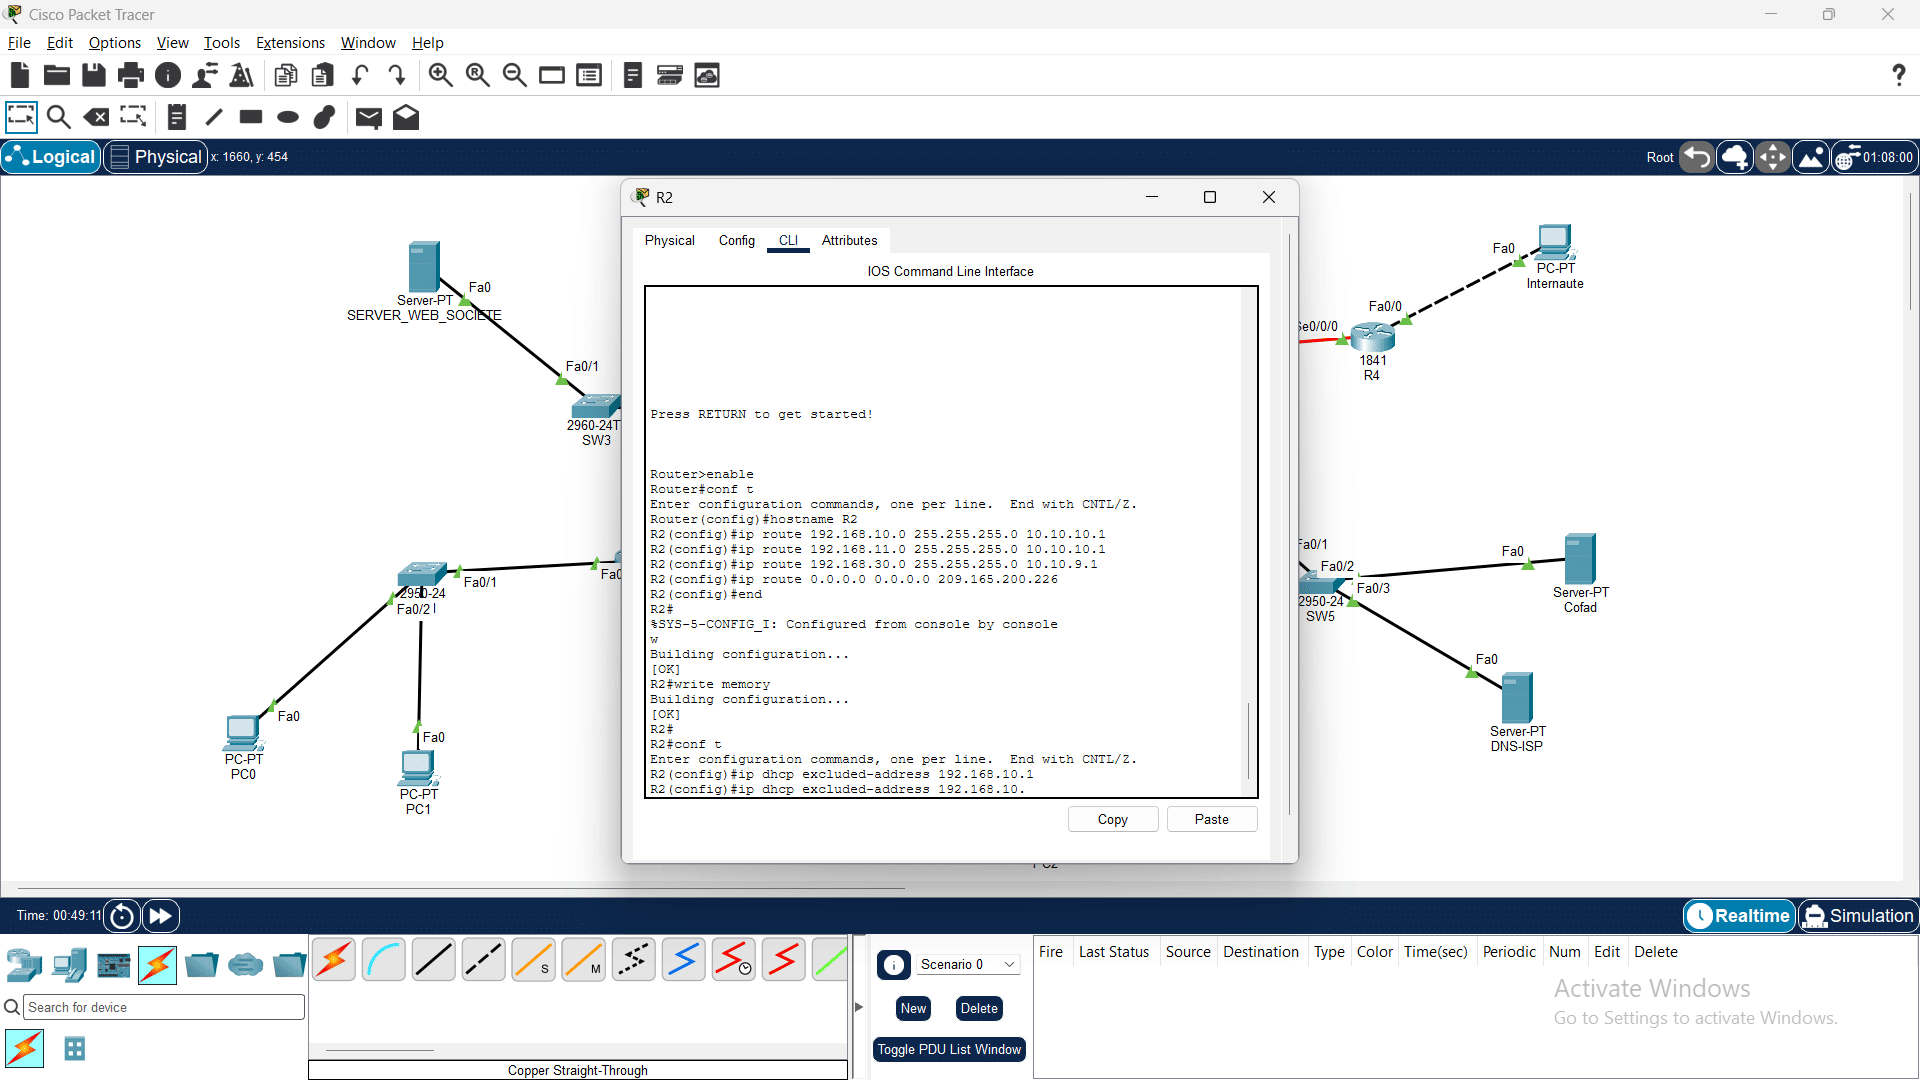 Cisco Packet Tracer
File Edit Options View Tools Extensions Window Help
Logical Physical x: 1660, y: 454 Root 01:08:00
R2
Physical Config CLI Attributes
IOS Command Line Interface
Press RETURN to get started!
Router>enable
Router#conf t
Enter configuration commands, one per line. End with CNTL/Z.
Router(config)#hostname R2
R2(config)#ip route 192.168.10.0 255.255.255.0 10.10.10.1
R2(config)#ip route 192.168.11.0 255.255.255.0 10.10.10.1
R2(config)#ip route 192.168.30.0 255.255.255.0 10.10.9.1
R2(config)#ip route 0.0.0.0 0.0.0.0 209.165.200.226
R2(config)#end
R2#
%SYS-5-CONFIG_I: Configured from console by console
w
Building configuration...
[OK]
R2#write memory
Building configuration...
[OK]
R2#
R2#conf t
Enter configuration commands, one per line. End with CNTL/Z.
R2(config)#ip dhcp excluded-address 192.168.10.1
R2(config)#ip dhcp excluded-address 192.168.10.
Copy Paste
Fa0
Server-PT
SERVER_WEB_SOCIETE
Fa0/1
2960-24T
SW3
Fa0/1
2950-24
Fa0/2
Fa0
PC-PT
PC0
Fa0
PC-PT
PC1
Fa0
PC-PT
Internaute
Fa0/0
Se0/0/0
1841
R4
Fa0/1
Fa0/2
Fa0/3
2950-24
SW5
Fa0
Server-PT
Cofad
Fa0
Server-PT
DNS-ISP
PC2
Time: 00:49:11 Realtime Simulation
S M
Search for device
Copper Straight-Through
Scenario 0
New Delete
Toggle PDU List Window
Fire Last Status Source Destination Type Color Time(sec) Periodic Num Edit Delete
Activate Windows
Go to Settings to activate Windows.